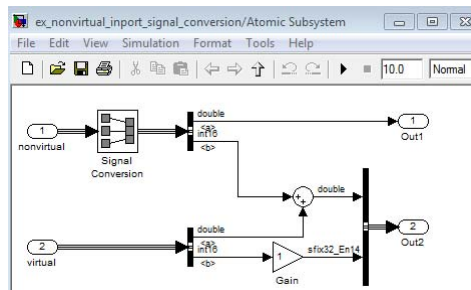 ex_nonvirtual_inport_signal_conversion/Atomic Subsystem
File Edit View Simulation Format Tools Help
10.0 Normal
1
nonvirtual
Signal
Conversion
double
<a>
int16
<b>
1
Out1
double
2
virtual
double
<a>
int16
<b>
1
Gain
sfix32_En14
2
Out2